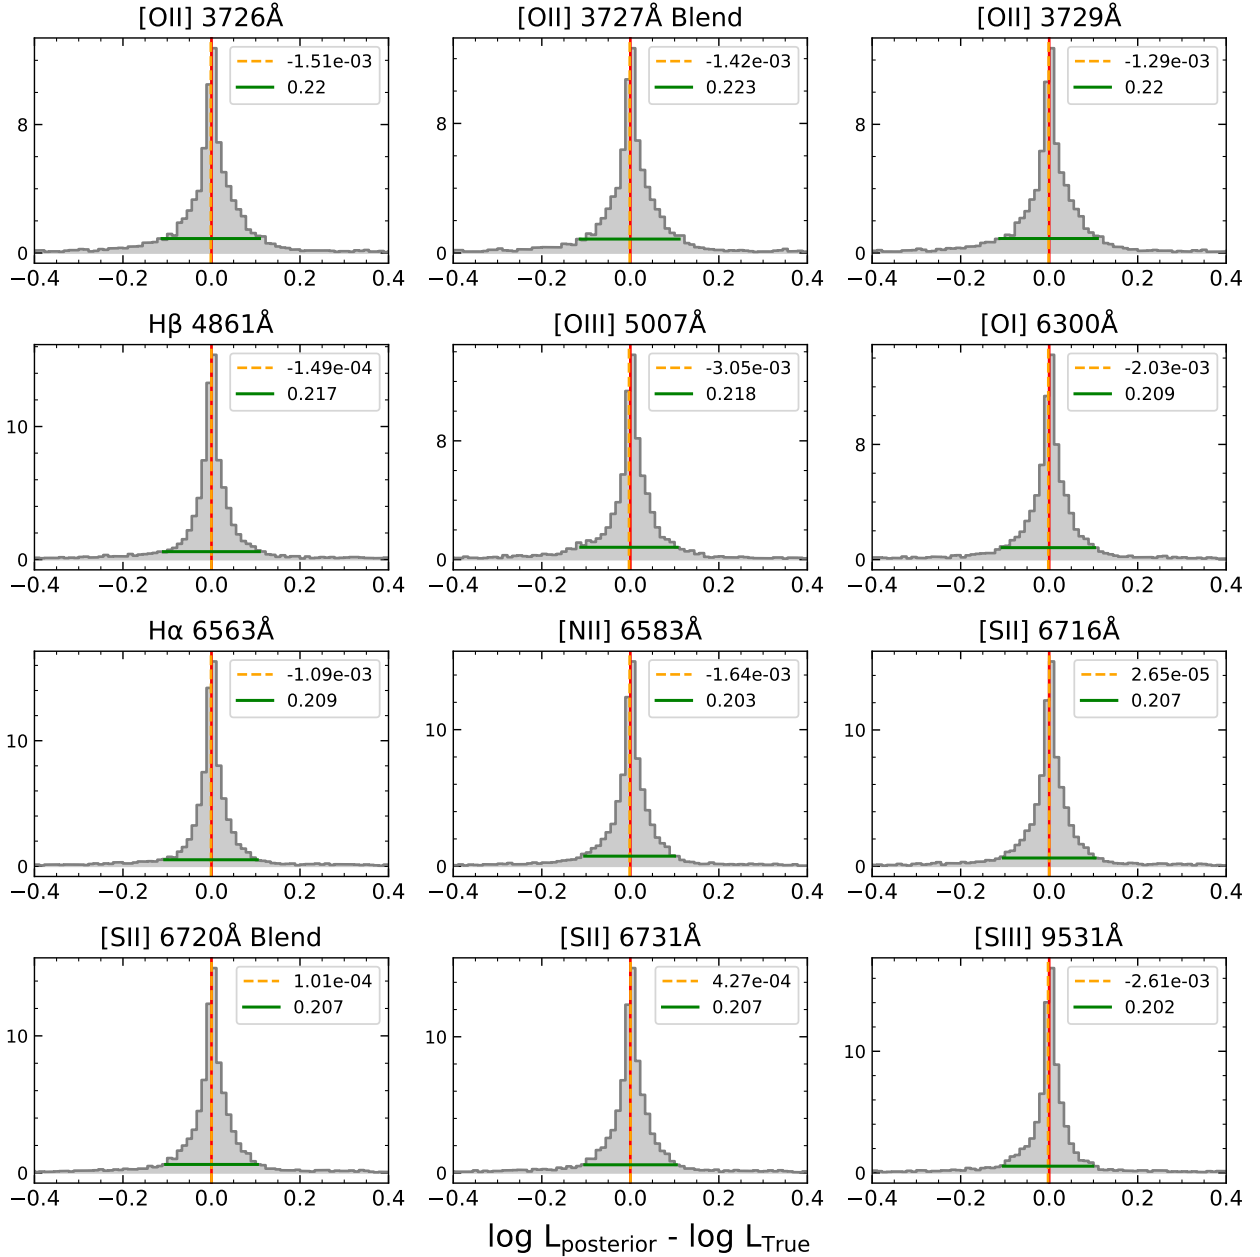 [OII] 3726Å
[OII] 3727Å Blend
[OII] 3729Å
-1.51e-03
0.22
-1.42e-03
0.223
-1.29e-03
0.22
8
0
8
0
8
0
−0.4 −0.2 0.0 0.2 0.4
−0.4 −0.2 0.0 0.2 0.4
−0.4 −0.2 0.0 0.2 0.4
Hβ 4861Å
[OIII] 5007Å
[OI] 6300Å
-1.49e-04
0.217
-3.05e-03
0.218
-2.03e-03
0.209
10
0
8
0
8
0
−0.4 −0.2 0.0 0.2 0.4
−0.4 −0.2 0.0 0.2 0.4
−0.4 −0.2 0.0 0.2 0.4
Hα 6563Å
[NII] 6583Å
[SII] 6716Å
-1.09e-03
0.209
-1.64e-03
0.203
2.65e-05
0.207
10
0
10
0
10
0
−0.4 −0.2 0.0 0.2 0.4
−0.4 −0.2 0.0 0.2 0.4
−0.4 −0.2 0.0 0.2 0.4
[SII] 6720Å Blend
[SII] 6731Å
[SIII] 9531Å
1.01e-04
0.207
4.27e-04
0.207
-2.61e-03
0.202
10
0
10
0
10
0
−0.4 −0.2 0.0 0.2 0.4
−0.4 −0.2 0.0 0.2 0.4
−0.4 −0.2 0.0 0.2 0.4
log L_posterior - log L_True